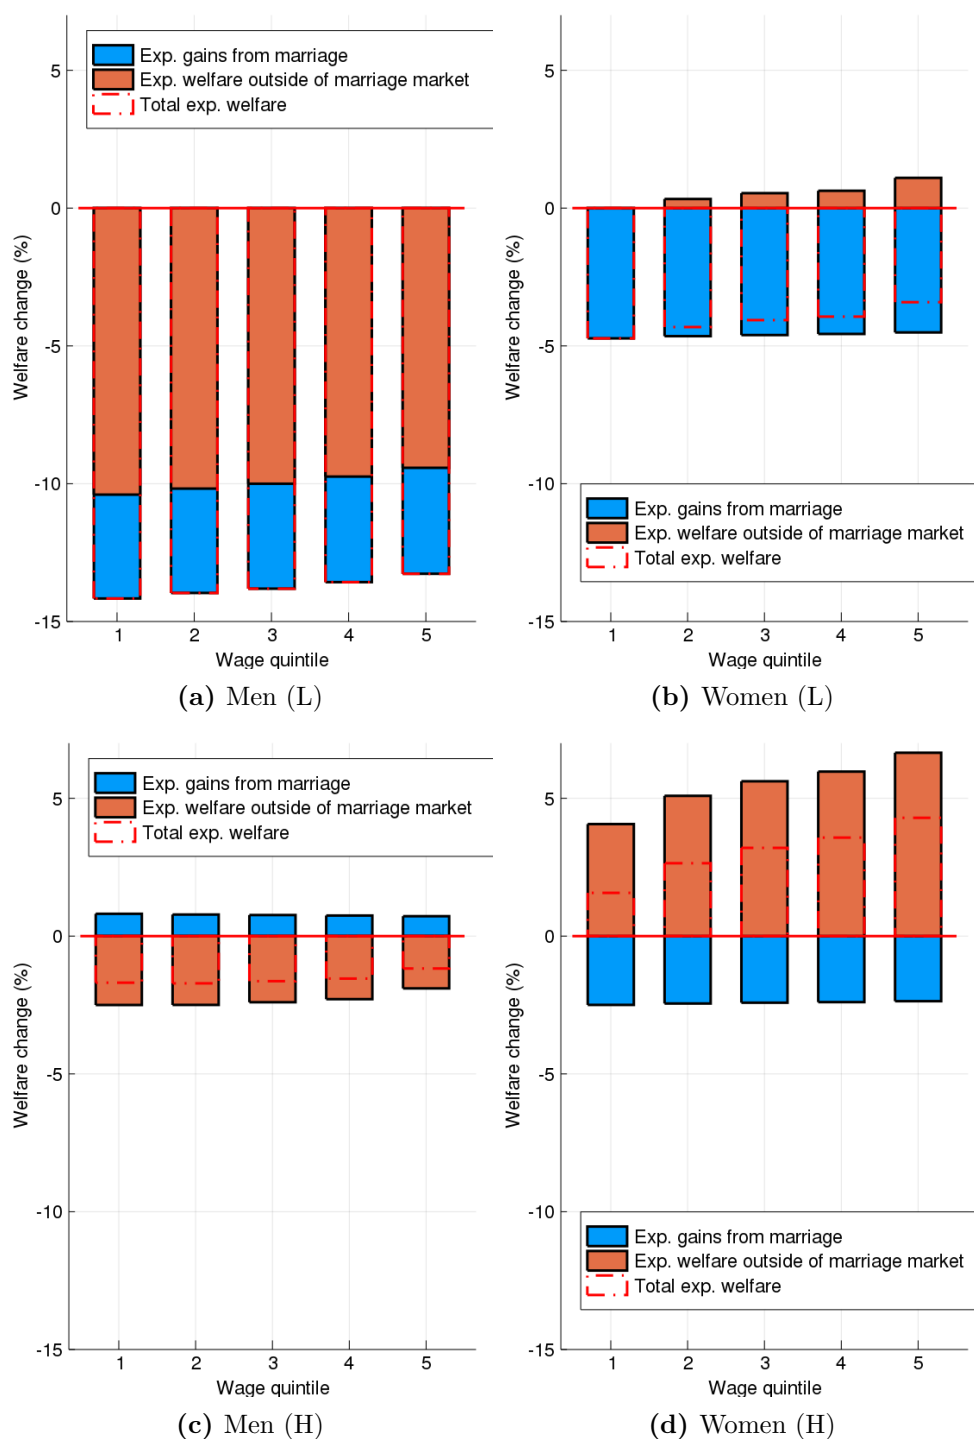 Exp. gains from marriage
Exp. welfare outside of marriage market
Total exp. welfare
5
0
-5
-10
-15
Welfare change (%)
1 2 3 4 5
Wage quintile
(a) Men (L)
5
0
-5
-10
-15
Welfare change (%)
Exp. gains from marriage
Exp. welfare outside of marriage market
Total exp. welfare
1 2 3 4 5
Wage quintile
(b) Women (L)
Exp. gains from marriage
Exp. welfare outside of marriage market
Total exp. welfare
5
0
-5
-10
-15
Welfare change (%)
1 2 3 4 5
Wage quintile
(c) Men (H)
5
0
-5
-10
-15
Welfare change (%)
Exp. gains from marriage
Exp. welfare outside of marriage market
Total exp. welfare
1 2 3 4 5
Wage quintile
(d) Women (H)